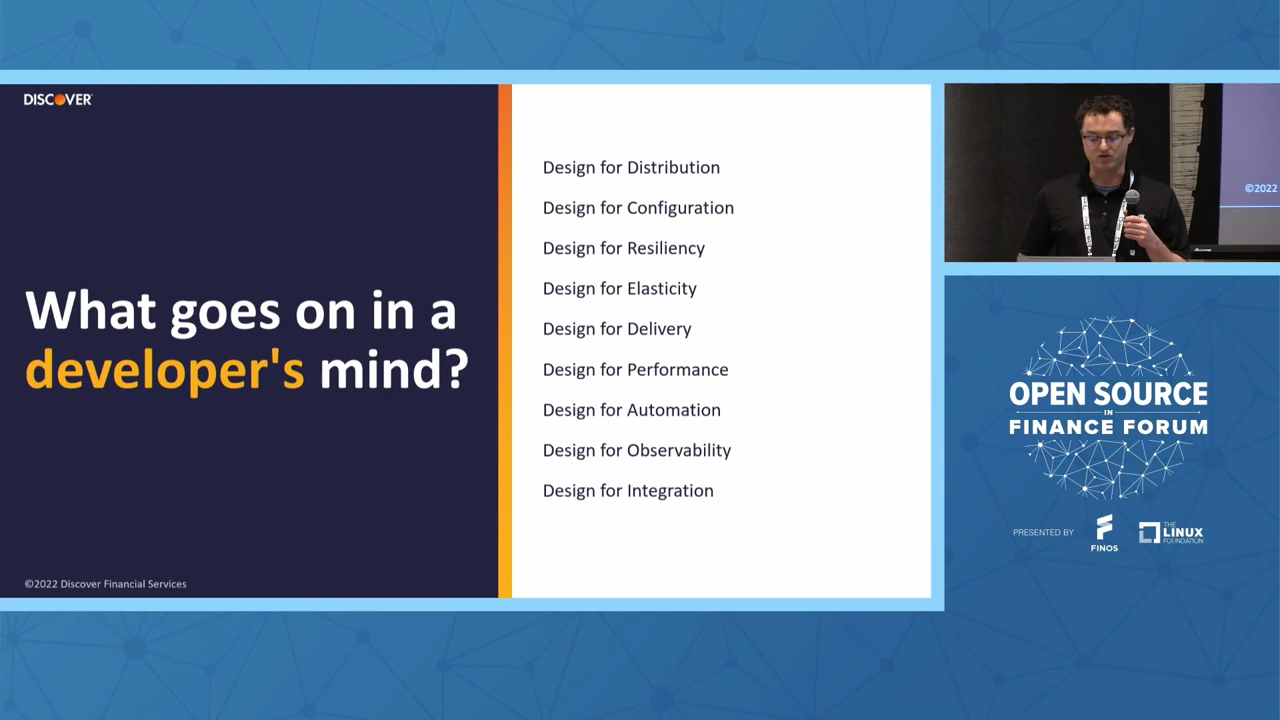 DISCOVER
What goes on in a
developer's mind?
©2022 Discover Financial Services
Design for Distribution
Design for Configuration
Design for Resiliency
Design for Elasticity
Design for Delivery
Design for Performance
Design for Automation
Design for Observability
Design for Integration
©2022
OPEN SOURCE
IN
FINANCE FORUM
PRESENTED BY
FINOS
THE
LINUX
FOUNDATION